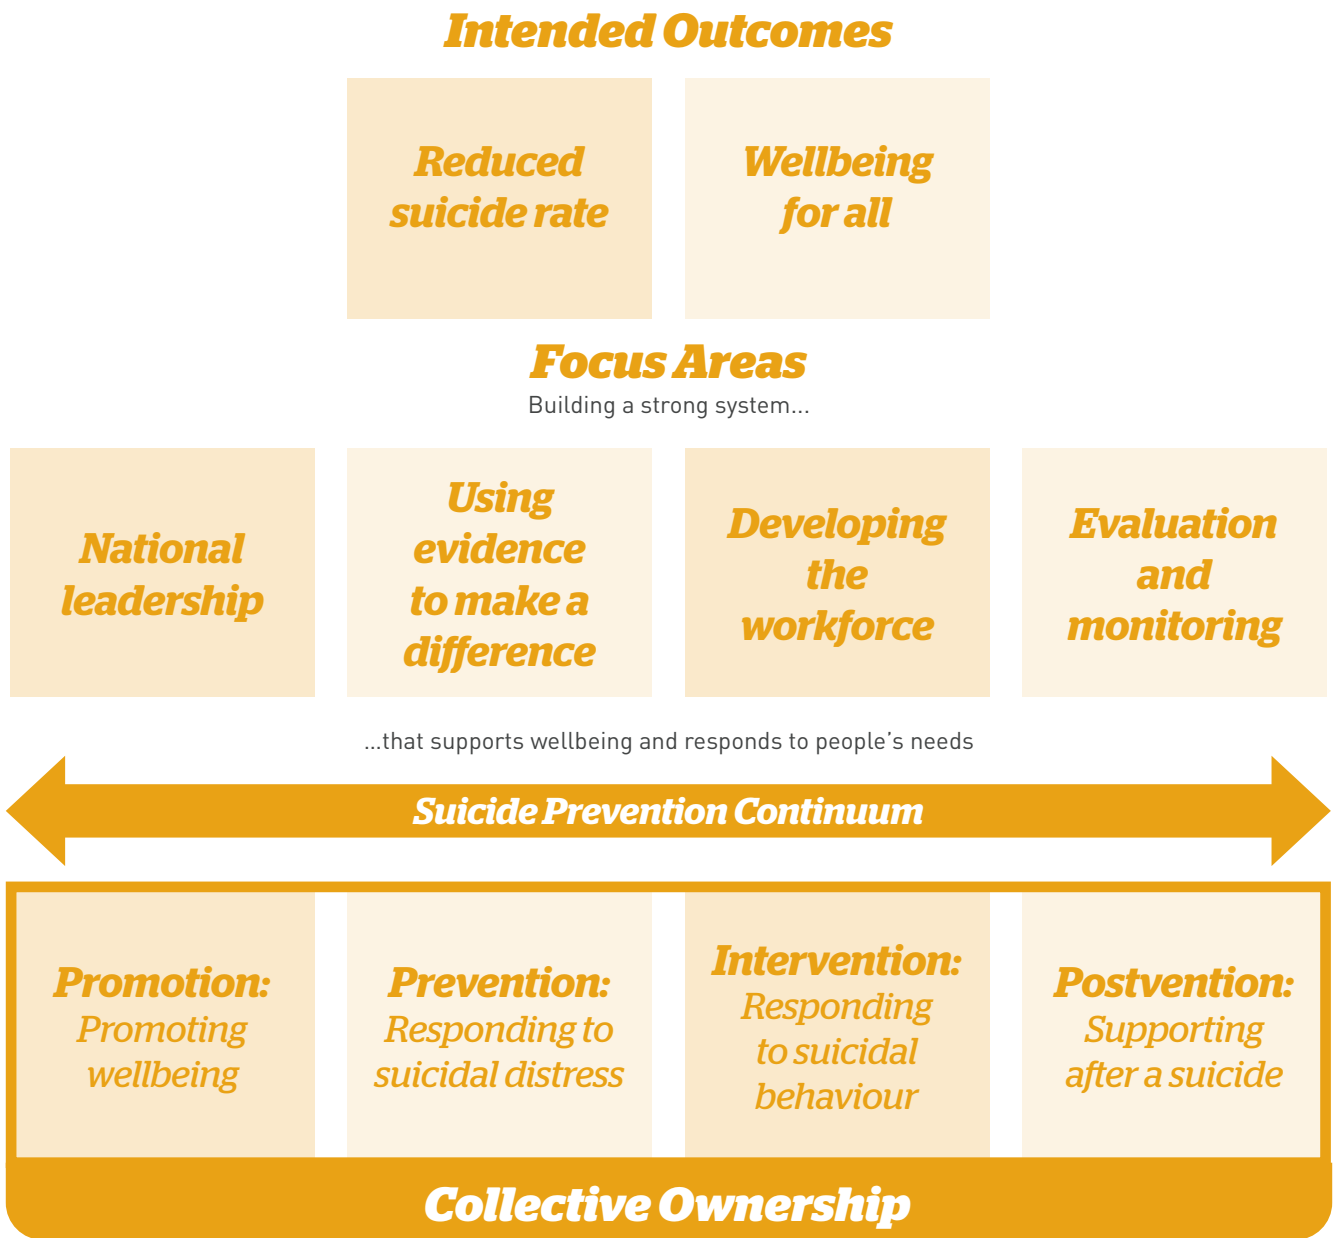 Intended Outcomes
Reduced
suicide rate
Wellbeing
for all
Focus Areas
Building a strong system...
National
leadership
Using
evidence
to make a
difference
Developing
the
workforce
Evaluation
and
monitoring
...that supports wellbeing and responds to people’s needs
Suicide Prevention Continuum
Promotion:
Promoting
wellbeing
Prevention:
Responding to
suicidal distress
Intervention:
Responding
to suicidal
behaviour
Postvention:
Supporting
after a suicide
Collective Ownership